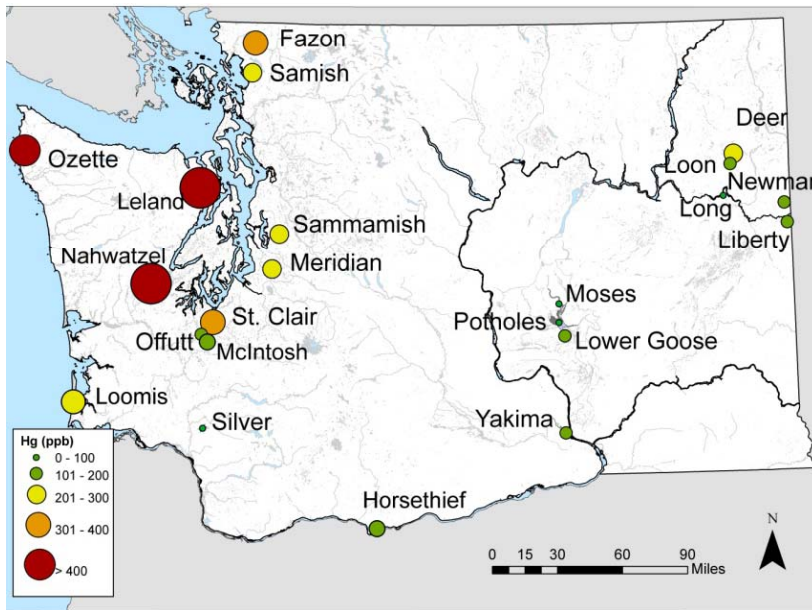 Fazon
Samish
Deer
Ozette
Loon
Newman
Leland
Long
Sammamish
Liberty
Nahwatzel
Meridian
Moses
St. Clair
Potholes
Offutt
McIntosh
Lower Goose
Loomis
Silver
Yakima
Hg (ppb)
0 - 100
101 - 200
201 - 300
301 - 400
> 400
Horsethief
N
0 15 30 60 90
Miles